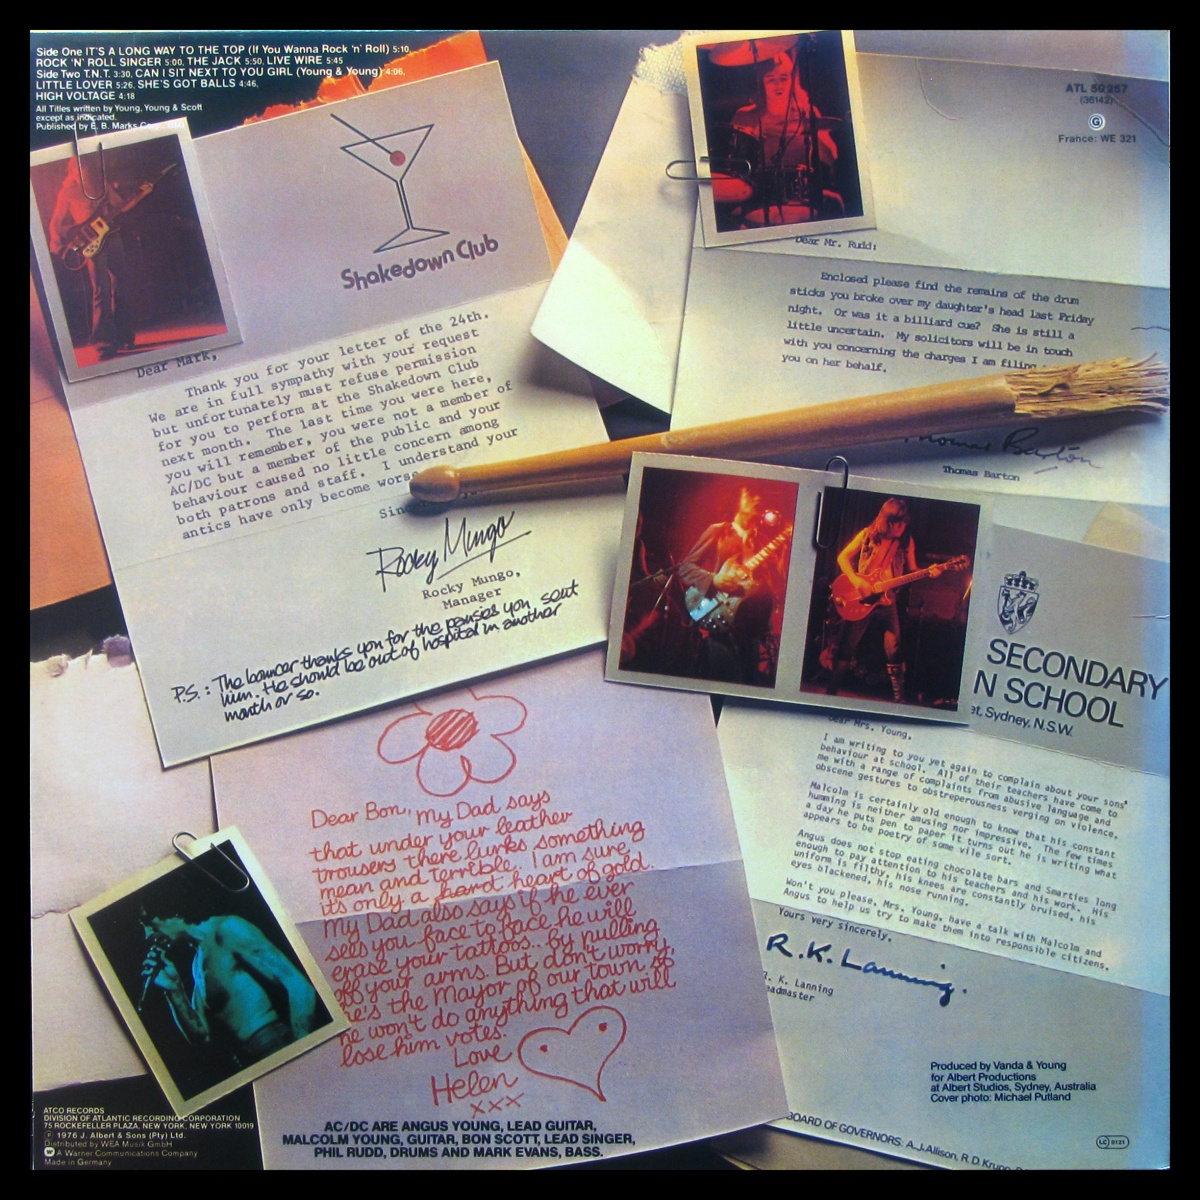 Side One IT'S A LONG WAY TO THE TOP (If You Wanna Rock 'n' Roll) 5:10,
ROCK 'N' ROLL SINGER 5:00, THE JACK 5:50, LIVE WIRE 5:45
Side Two T.N.T. 3:30, CAN I SIT NEXT TO YOU GIRL (Young & Young) 4:06,
LITTLE LOVER 5:26, SHE'S GOT BALLS 4:46,
HIGH VOLTAGE 4:18
All Titles written by Young, Young & Scott
except as indicated.
Published by E. B. Marks
Shakedown Club
Dear Mark,
Thank you for your letter of the 24th.
We are in full sympathy with your request
but unfortunately must refuse permission
for you to perform at the Shakedown Club
next month. The last time you were here,
you will remember, you were not a member of
AC/DC but a member of the public and your
behaviour caused no little concern among
both patrons and staff. I understand your
antics have only become worse
Sinc
Rocky Mungo
Rocky Mungo,
Manager
P.S.: The bouncer thanks you for the pansies you sent
him. He should be out of hospital in another
month or so.
ATL 50257
(36142)
G
France: WE 321
Dear Mr. Rudd:
Enclosed please find the remains of the drum
sticks you broke over my daughter's head last Friday
night. Or was it a billiard cue? She is still a
little uncertain. My solicitors will be in touch
with you concerning the charges I am filing
you on her behalf.
Thomas Barton
Thomas Barton
SECONDARY
N SCHOOL
et, Sydney, N.S.W.
Dear Mrs. Young,
I am writing to you yet again to complain about your sons'
behaviour at school. All of their teachers have come to
me with a range of complaints from abusive language and
obscene gestures to obstreperousness verging on violence.
Malcolm is certainly old enough to know that his constant
humming is neither amusing nor impressive. The few times
a day he puts pen to paper it turns out he is writing what
appears to be poetry of some vile sort.
Angus does not stop eating chocolate bars and Smarties long
enough to pay attention to his teachers and his work. His
uniform is filthy, his knees are constantly bruised, his
eyes blackened, his nose running.
Won't you please, Mrs. Young, have a talk with Malcolm and
Angus to help us try to make them into responsible citizens.
Yours very sincerely,
R.K. Lanning.
R. K. Lanning
admaster
Dear Bon, my Dad says
that under your leather
trousers there lurks something
mean and terrible. I am sure
it's only a hard heart of gold.
My Dad also says if he ever
sees you face to face he will
erase your tattoos.. by pulling
off your arms. But don't worry,
he's the Mayor of our town so
he won't do anything that will
lose him votes.
Love
Helen
xxx
Produced by Vanda & Young
for Albert Productions
at Albert Studios, Sydney, Australia
Cover photo: Michael Putland
ATCO RECORDS
DIVISION OF ATLANTIC RECORDING CORPORATION
75 ROCKEFELLER PLAZA, NEW YORK, NEW YORK 10019
℗ 1976 J. Albert & Sons (Pty) Ltd.
Distributed by WEA Musik GmbH
A Warner Communications Company
Made in Germany
AC/DC ARE ANGUS YOUNG, LEAD GUITAR,
MALCOLM YOUNG, GUITAR, BON SCOTT, LEAD SINGER,
PHIL RUDD, DRUMS AND MARK EVANS, BASS.
BOARD OF GOVERNORS: A.J.Allison, R.D.
LC 0121